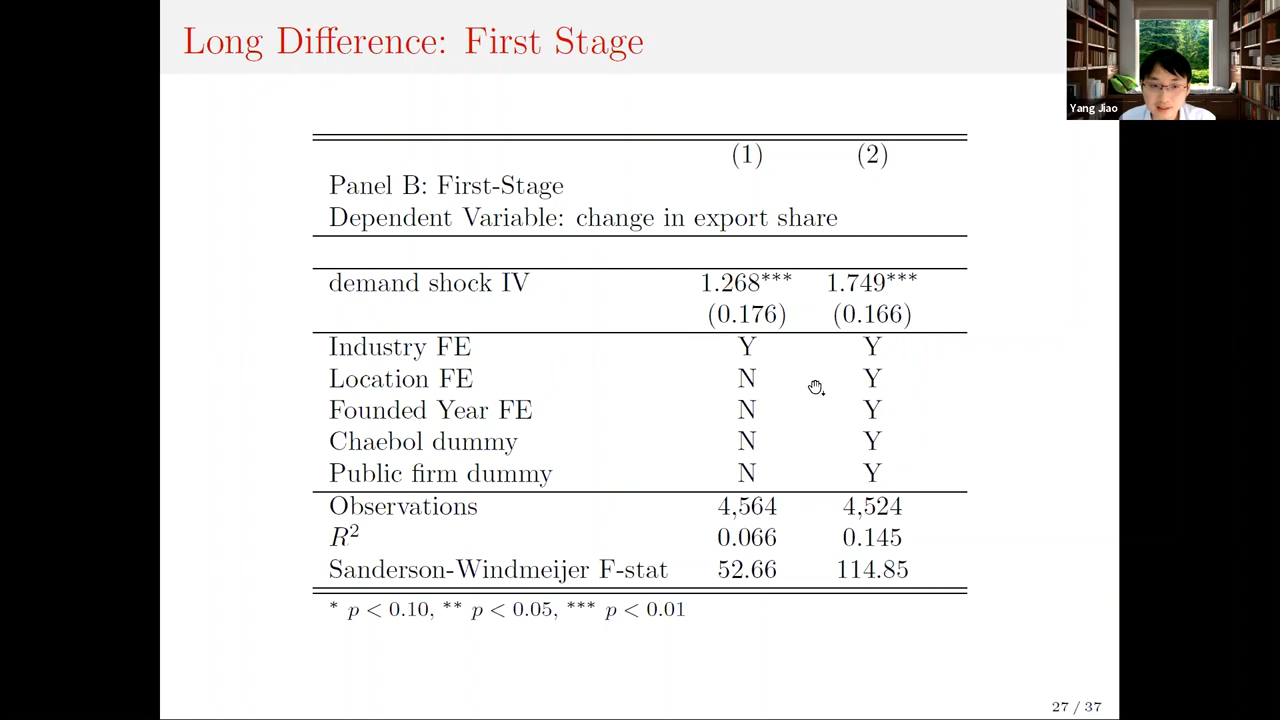 Long Difference: First Stage
Yang Jiao
(1) (2)
Panel B: First-Stage
Dependent Variable: change in export share
demand shock IV 1.268*** 1.749***
(0.176) (0.166)
Industry FE Y Y
Location FE N Y
Founded Year FE N Y
Chaebol dummy N Y
Public firm dummy N Y
Observations 4,564 4,524
R² 0.066 0.145
Sanderson-Windmeijer F-stat 52.66 114.85
* p < 0.10, ** p < 0.05, *** p < 0.01
27 / 37